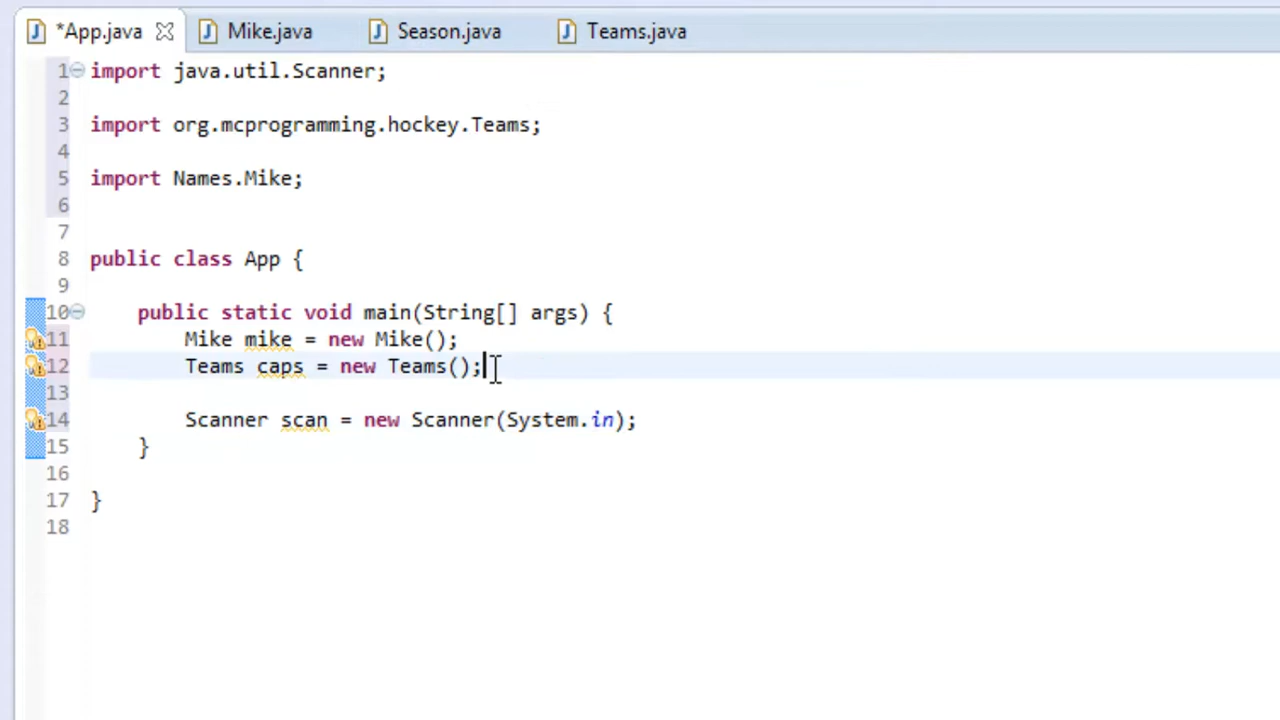 *App.java Mike.java Season.java Teams.java
1 import java.util.Scanner;
2
3 import org.mcprogramming.hockey.Teams;
4
5 import Names.Mike;
6
7
8 public class App {
9
10 public static void main(String[] args) {
11 Mike mike = new Mike();
12 Teams caps = new Teams();
13
14 Scanner scan = new Scanner(System.in);
15 }
16
17 }
18